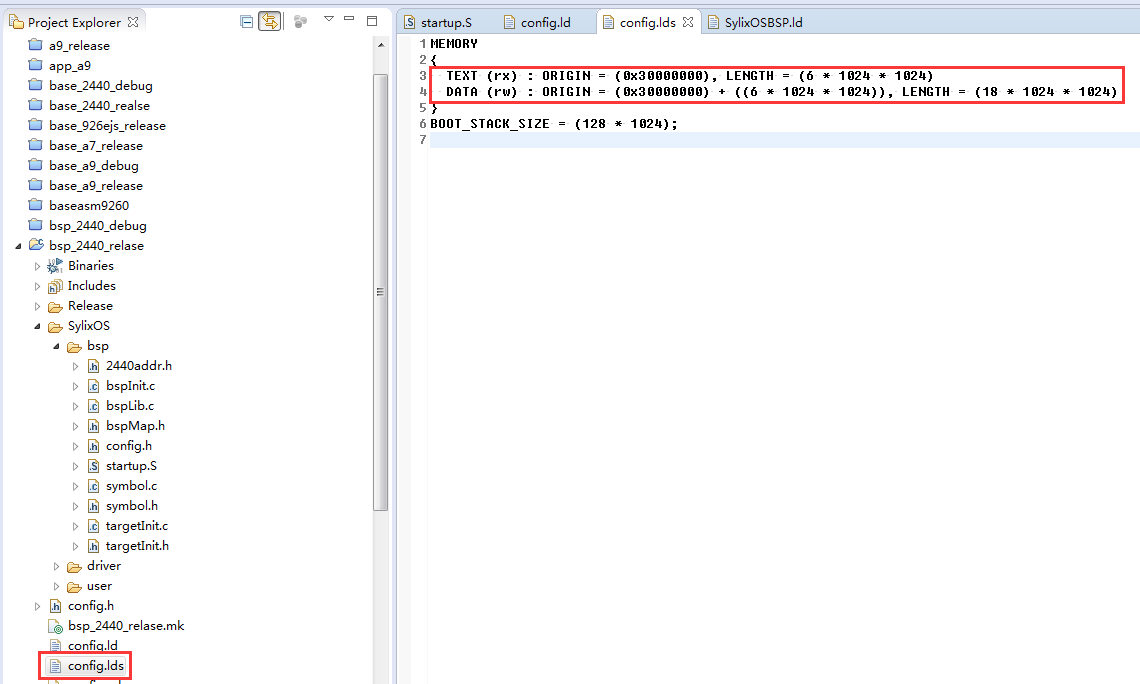 Project Explorer
a9_release
app_a9
base_2440_debug
base_2440_realse
base_926ejs_release
base_a7_release
base_a9_debug
base_a9_release
baseasm9260
bsp_2440_debug
bsp_2440_relase
Binaries
Includes
Release
SylixOS
bsp
2440addr.h
bspInit.c
bspLib.c
bspMap.h
config.h
startup.S
symbol.c
symbol.h
targetInit.c
targetInit.h
driver
user
config.h
bsp_2440_relase.mk
config.ld
config.lds
startup.S config.ld config.lds SylixOSBSP.ld
1 MEMORY
2 {
3 TEXT (rx) : ORIGIN = (0x30000000), LENGTH = (6 * 1024 * 1024)
4 DATA (rw) : ORIGIN = (0x30000000) + ((6 * 1024 * 1024)), LENGTH = (18 * 1024 * 1024)
5 }
6 BOOT_STACK_SIZE = (128 * 1024);
7